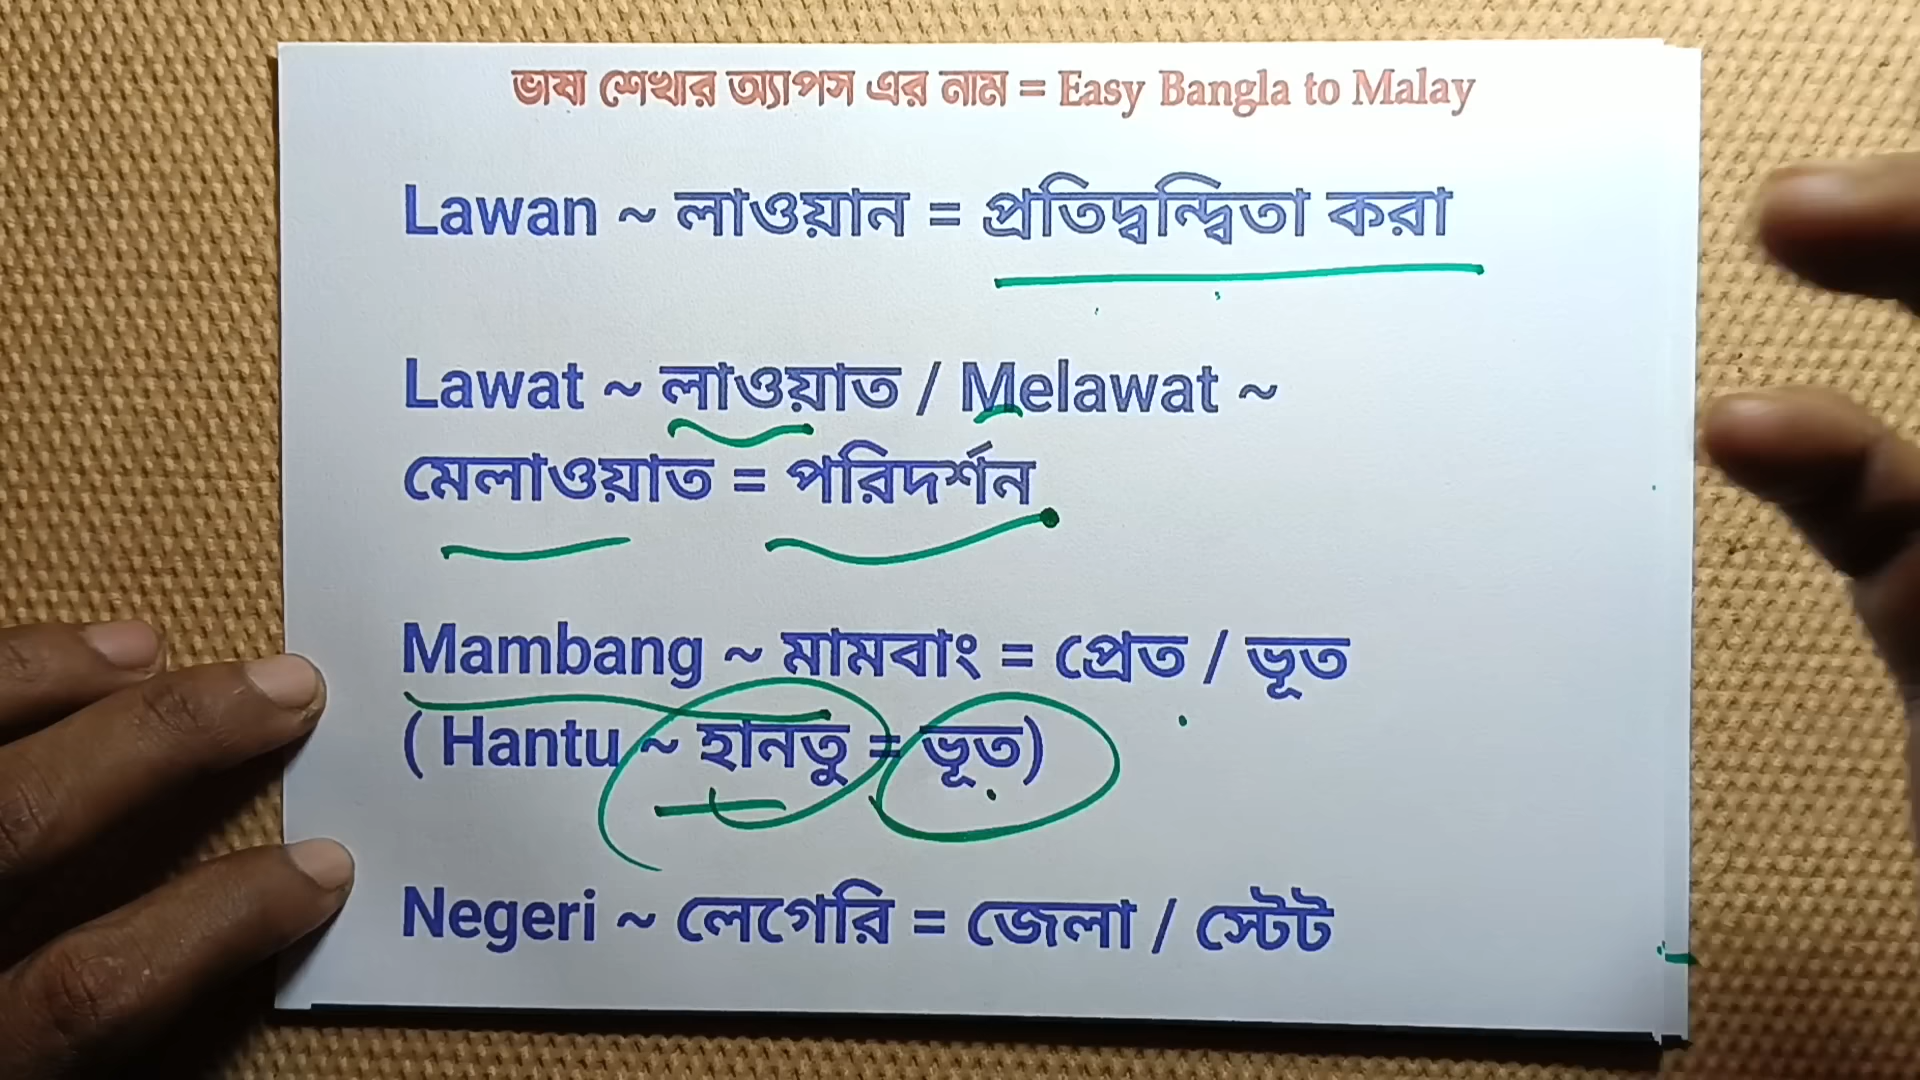 ভাষা শেখার অ্যাপস এর নাম = Easy Bangla to Malay
Lawan ~ লাওয়ান = প্রতিদ্বন্দ্বিতা করা
Lawat ~ লাওয়াত / Melawat ~
মেলাওয়াত = পরিদর্শন
Mambang ~ মামবাং = প্রেত / ভূত
( Hantu ~ হানতু = ভূত)
Negeri ~ লেগেরি = জেলা / স্টেট